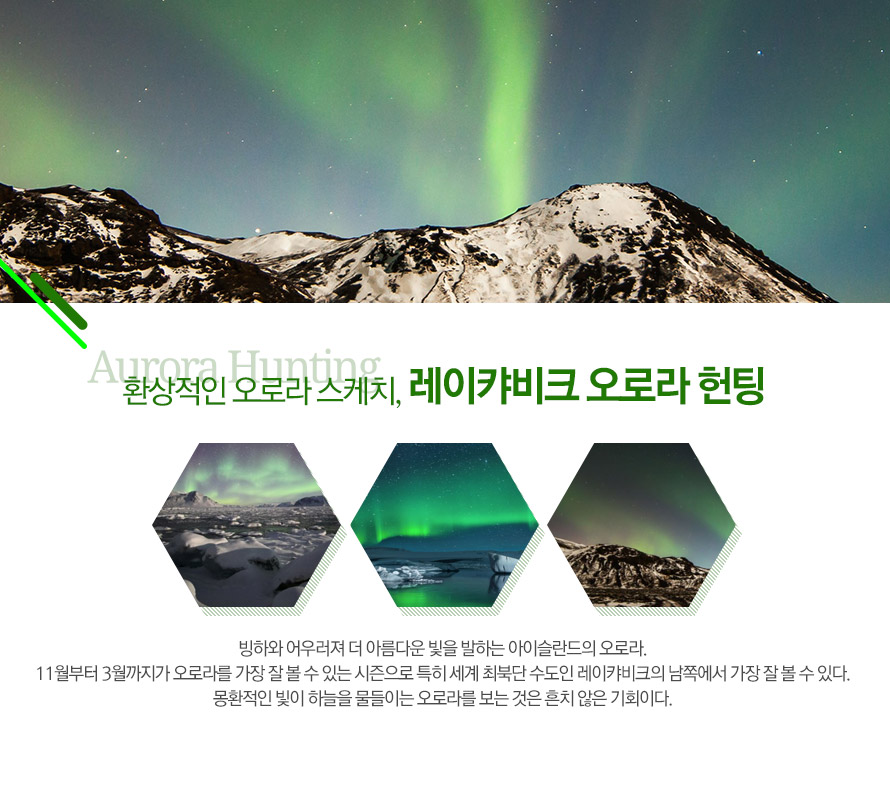 Aurora Hunting
환상적인 오로라 스케치, 레이캬비크 오로라 헌팅
빙하와 어우러져 더 아름다운 빛을 발하는 아이슬란드의 오로라.
11월부터 3월까지가 오로라를 가장 잘 볼 수 있는 시즌으로 특히 세계 최북단 수도인 레이캬비크의 남쪽에서 가장 잘 볼 수 있다.
몽환적인 빛이 하늘을 물들이는 오로라를 보는 것은 흔치 않은 기회이다.